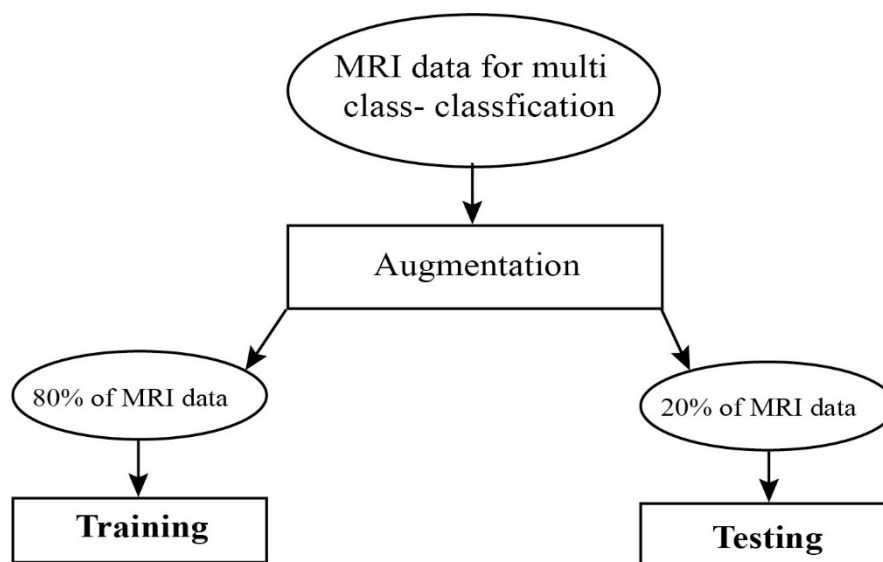 MRI data for multi
class- classfication
Augmentation
80% of MRI data
20% of MRI data
Training
Testing